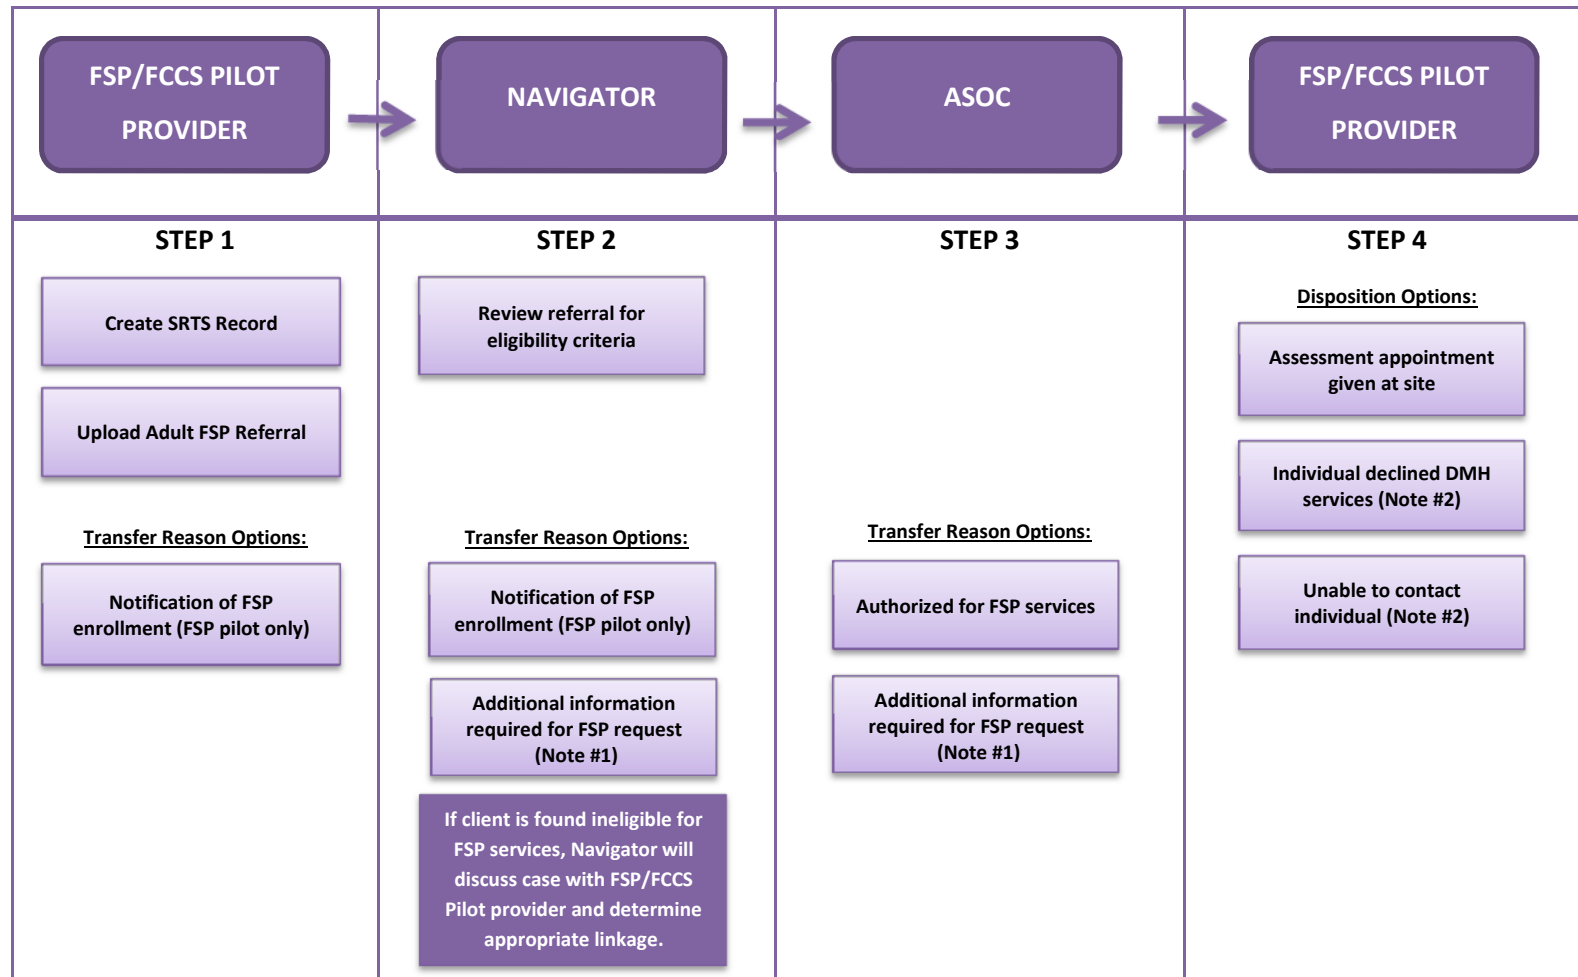 FSP/FCCS PILOT
PROVIDER
NAVIGATOR
ASOC
FSP/FCCS PILOT
PROVIDER
STEP 1
Create SRTS Record
Upload Adult FSP Referral
Transfer Reason Options:
Notification of FSP
enrollment (FSP pilot only)
STEP 2
Review referral for
eligibility criteria
Transfer Reason Options:
Notification of FSP
enrollment (FSP pilot only)
Additional information
required for FSP request
(Note #1)
If client is found ineligible for
FSP services, Navigator will
discuss case with FSP/FCCS
Pilot provider and determine
appropriate linkage.
STEP 3
Transfer Reason Options:
Authorized for FSP services
Additional information
required for FSP request
(Note #1)
STEP 4
Disposition Options:
Assessment appointment
given at site
Individual declined DMH
services (Note #2)
Unable to contact
individual (Note #2)